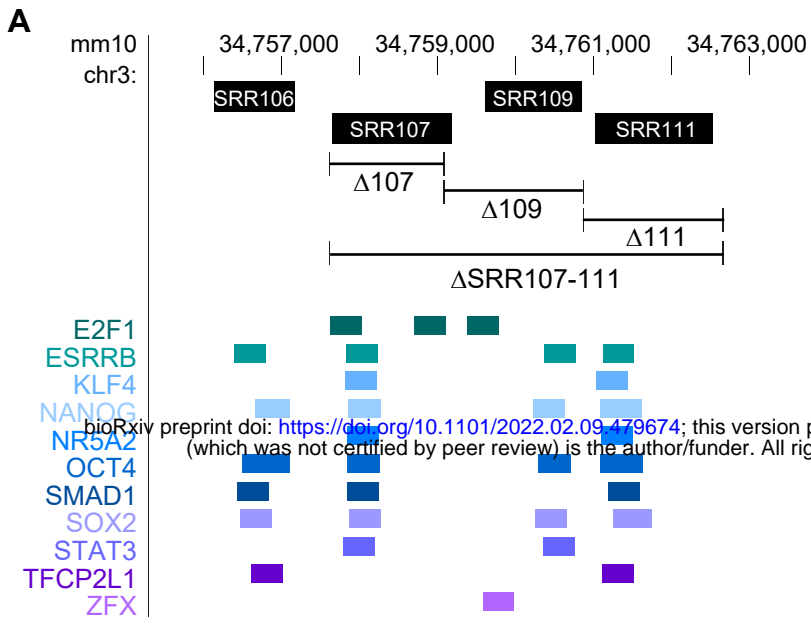 A
mm10 34,757,000 34,759,000 34,761,000 34,763,000
chr3:
SRR106 SRR109
SRR107 SRR111
Δ107
Δ109
Δ111
ΔSRR107-111
E2F1
ESRRB
KLF4
NANOG
bioRxiv preprint doi: https://doi.org/10.1101/2022.02.09.479674; this version p
NR5A2
(which was not certified by peer review) is the author/funder. All rig
OCT4
SMAD1
SOX2
STAT3
TFCP2L1
ZFX